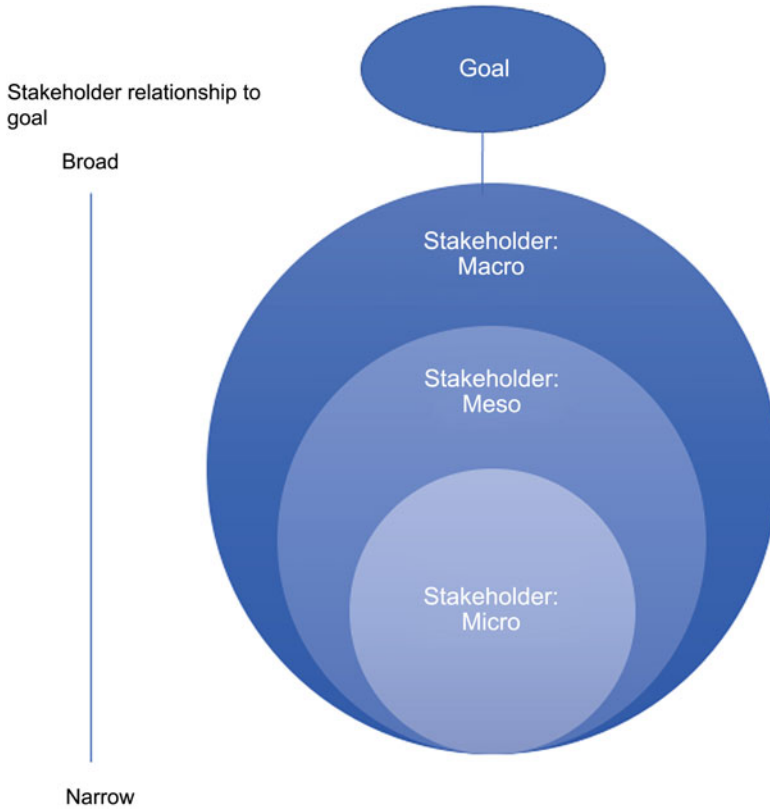 Goal
Stakeholder relationship to
goal
Broad
Stakeholder:
Macro
Stakeholder:
Meso
Stakeholder:
Micro
Narrow